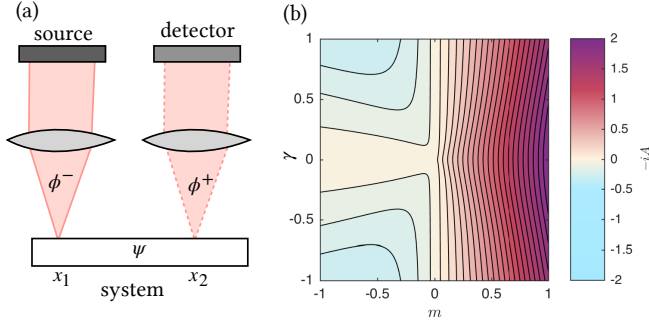 (a)
source
detector
ϕ⁻
ϕ⁺
ψ
x₁
x₂
system
(b)
1
0.5
0
-0.5
-1
γ
-1
-0.5
0
0.5
1
m
2
1.5
1
0.5
0
-0.5
-1
-1.5
-2
-iA